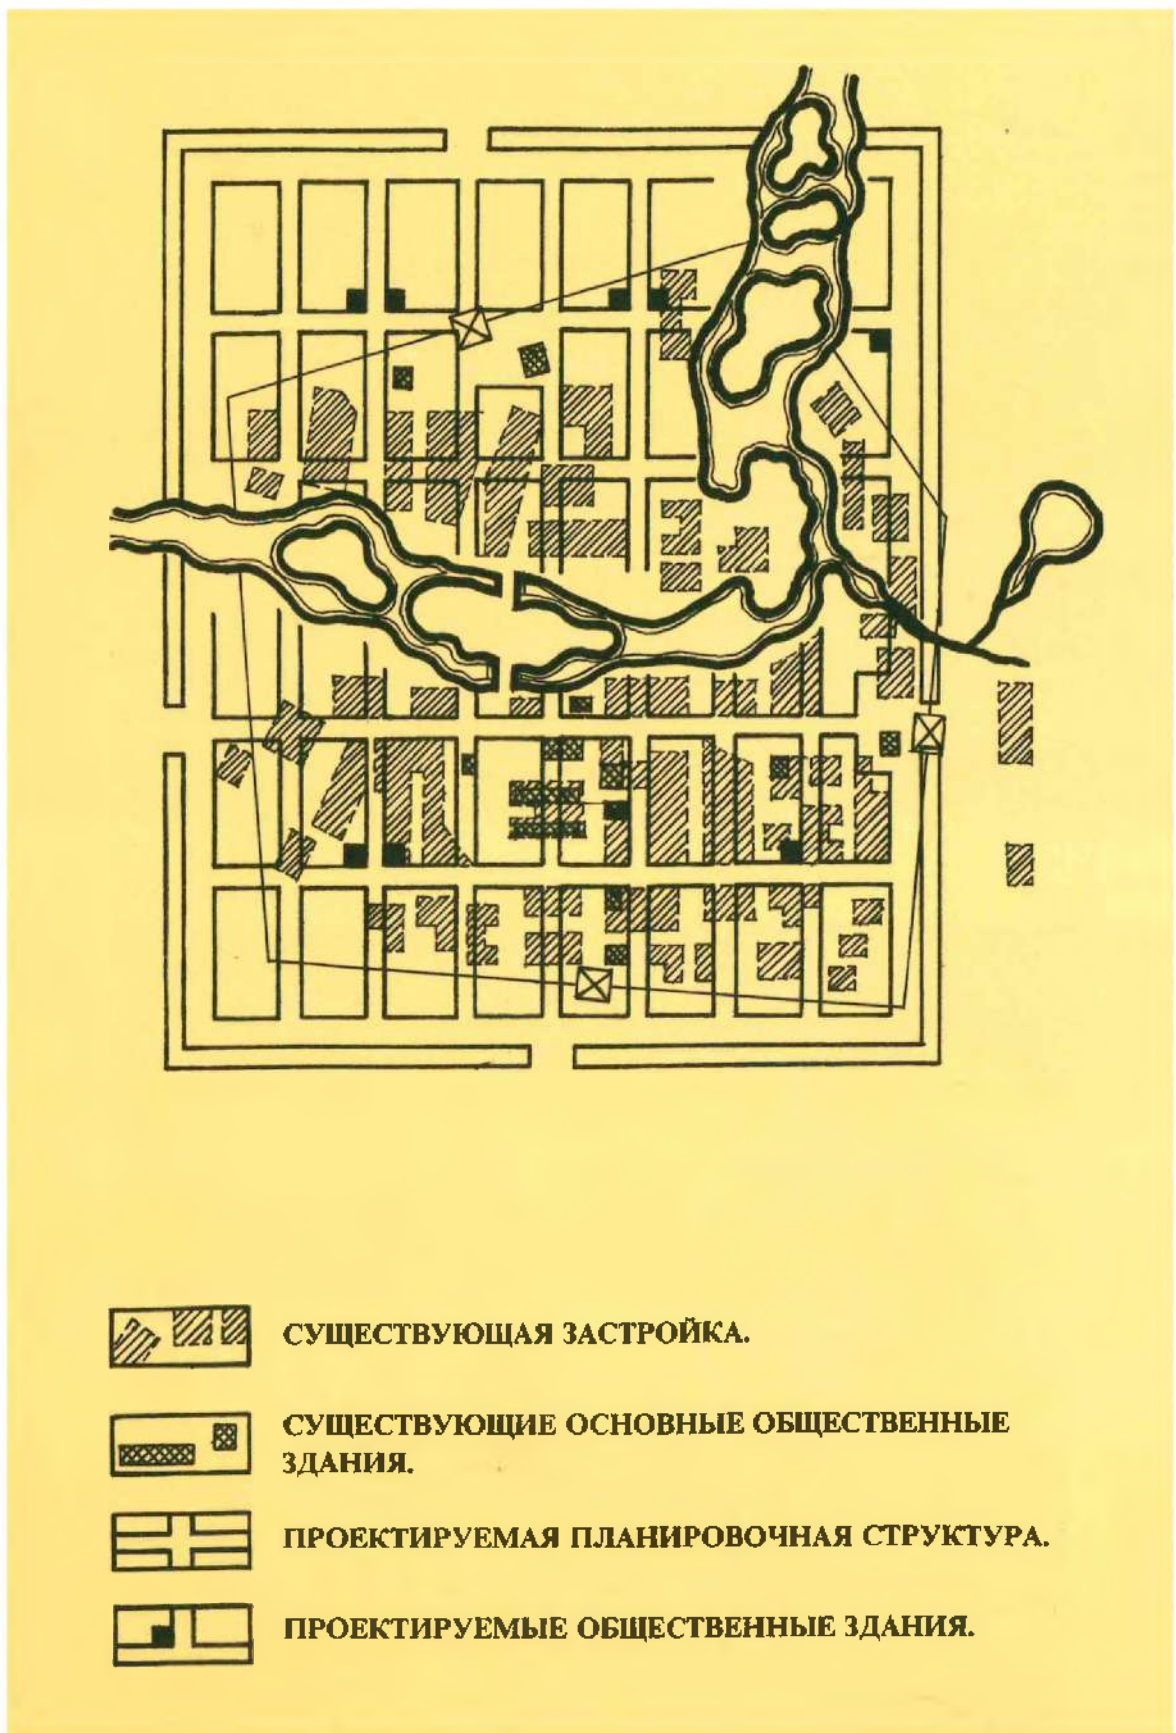 СУЩЕСТВУЮЩАЯ ЗАСТРОЙКА.
СУЩЕСТВУЮЩИЕ ОСНОВНЫЕ ОБЩЕСТВЕННЫЕ
ЗДАНИЯ.
ПРОЕКТИРУЕМАЯ ПЛАНИРОВОЧНАЯ СТРУКТУРА.
ПРОЕКТИРУЕМЫЕ ОБЩЕСТВЕННЫЕ ЗДАНИЯ.